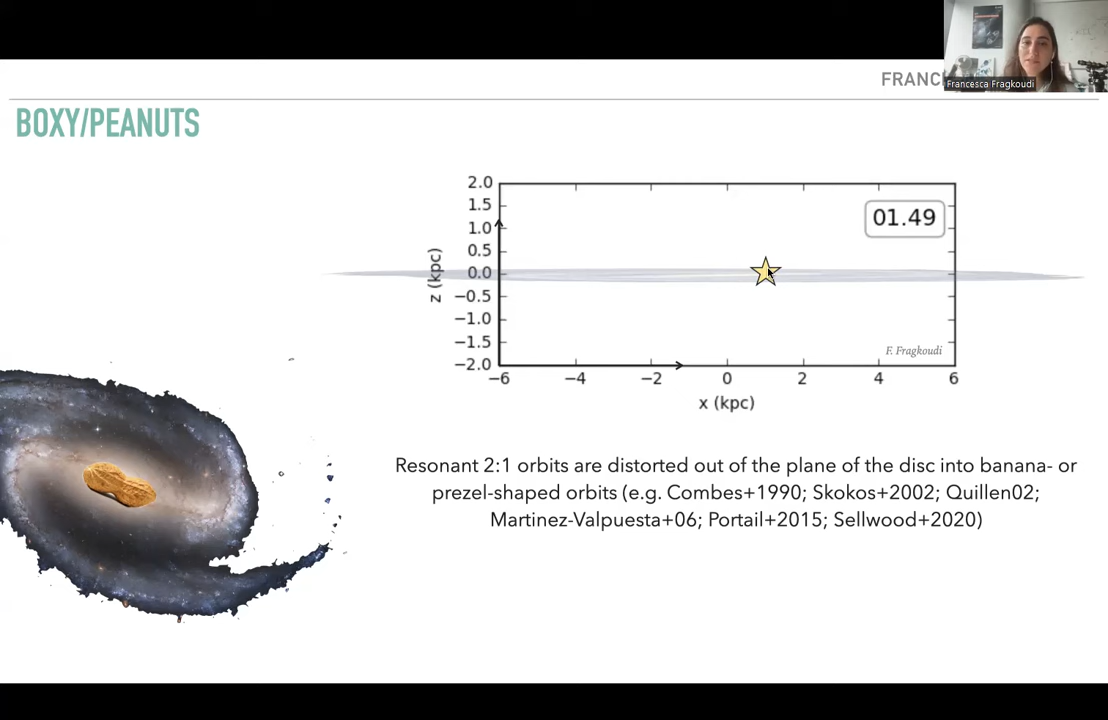 FRANC
Francesca Fragkoudi
BOXY/PEANUTS
2.0
1.5
1.0
0.5
0.0
−0.5
−1.0
−1.5
−2.0
z (kpc)
01.49
F. Fragkoudi
−6 −4 −2 0 2 4 6
x (kpc)
Resonant 2:1 orbits are distorted out of the plane of the disc into banana- or
prezel-shaped orbits (e.g. Combes+1990; Skokos+2002; Quillen02;
Martinez-Valpuesta+06; Portail+2015; Sellwood+2020)